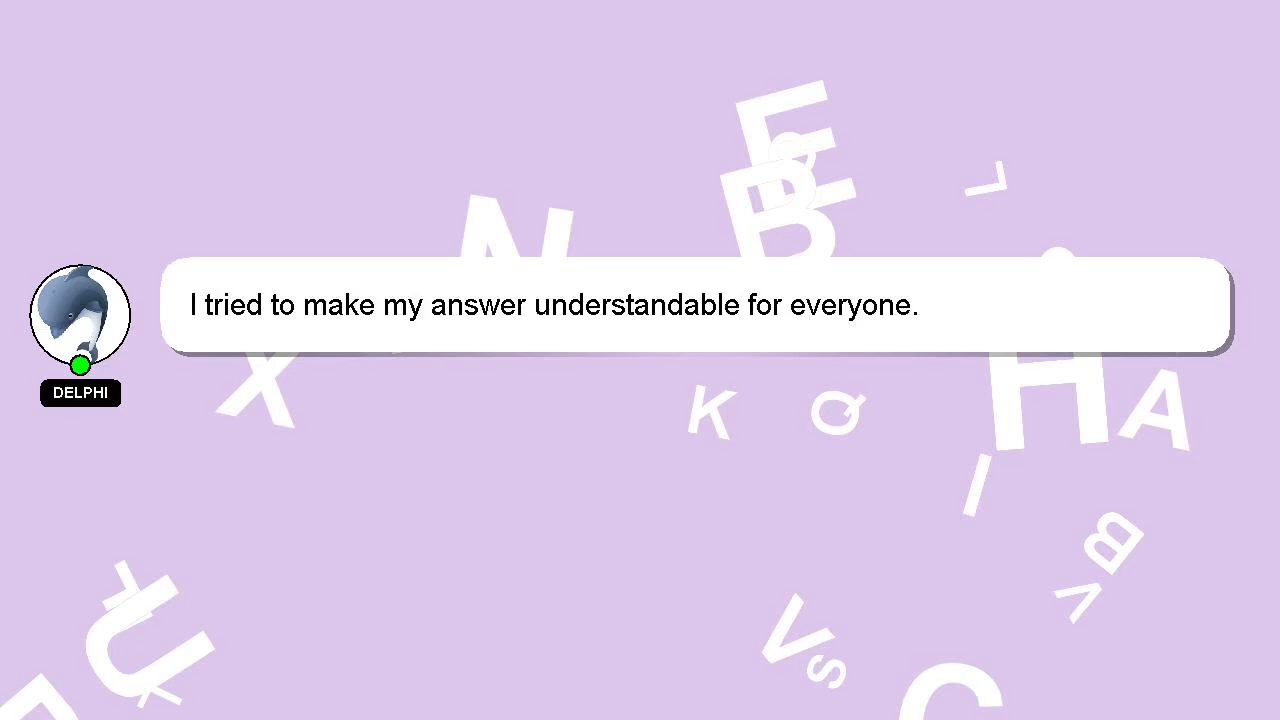 I tried to make my answer understandable for everyone.
DELPHI
E
B
L
N
X
K
Q
H
A
I
B
V
U
V
S
C